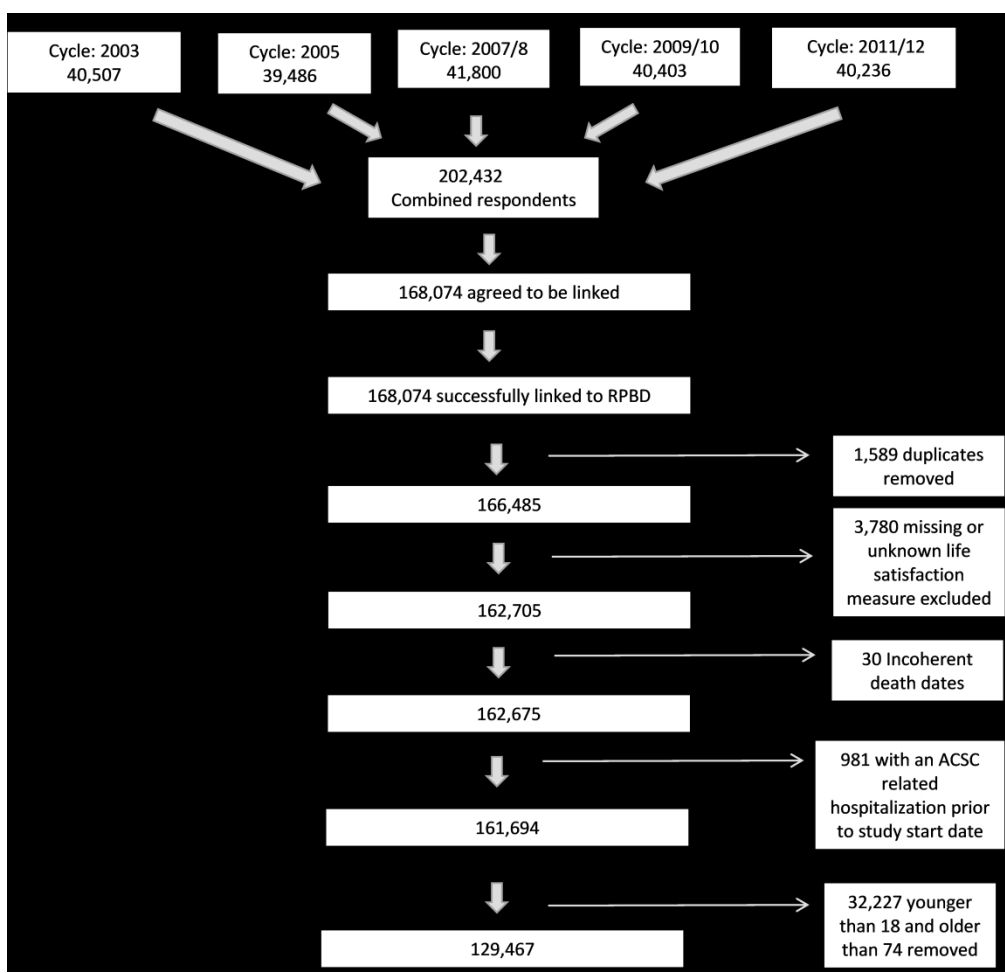 Cycle: 2003
40,507
Cycle: 2005
39,486
Cycle: 2007/8
41,800
Cycle: 2009/10
40,403
Cycle: 2011/12
40,236
202,432
Combined respondents
168,074 agreed to be linked
168,074 successfully linked to RPBD
1,589 duplicates
removed
166,485
3,780 missing or
unknown life
satisfaction
measure excluded
162,705
30 Incoherent
death dates
162,675
981 with an ACSC
related
hospitalization prior
to study start date
161,694
32,227 younger
than 18 and older
than 74 removed
129,467